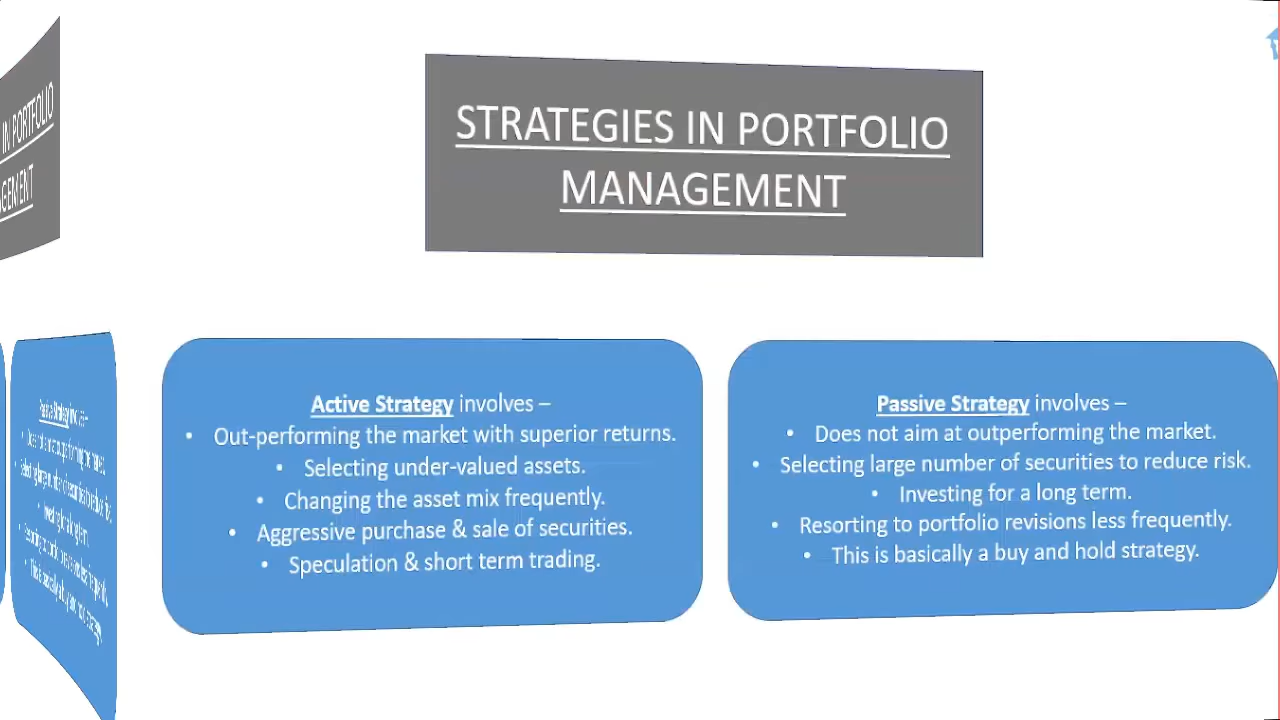 IN PORTFOLIO
STRATEGIES IN PORTFOLIO
MANAGEMENT
Active Strategy involves –
• Out-performing the market with superior returns.
• Selecting under-valued assets.
• Changing the asset mix frequently.
• Aggressive purchase & sale of securities.
• Speculation & short term trading.
Passive Strategy involves –
• Does not aim at outperforming the market.
• Selecting large number of securities to reduce risk.
• Investing for a long term.
• Resorting to portfolio revisions less frequently.
• This is basically a buy and hold strategy.